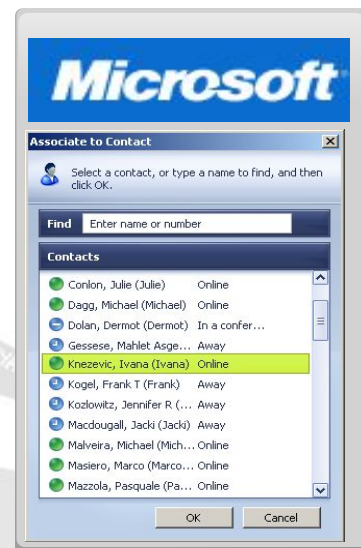 Microsoft
Associate to Contact
Select a contact, or type a name to find, and then
click OK.
Find Enter name or number
Contacts
Conlon, Julie (Julie) Online
Dagg, Michael (Michael) Online
Dolan, Dermot (Dermot) In a confer...
Gessese, Mahlet Asge... Away
Knezevic, Ivana (Ivana) Online
Kogel, Frank T (Frank) Away
Kozlowitz, Jennifer R (... Away
Macdougall, Jacki (Jacki) Away
Malveira, Michael (Mich... Online
Masiero, Marco (Marco... Online
Mazzola, Pasquale (Pa... Online
OK Cancel